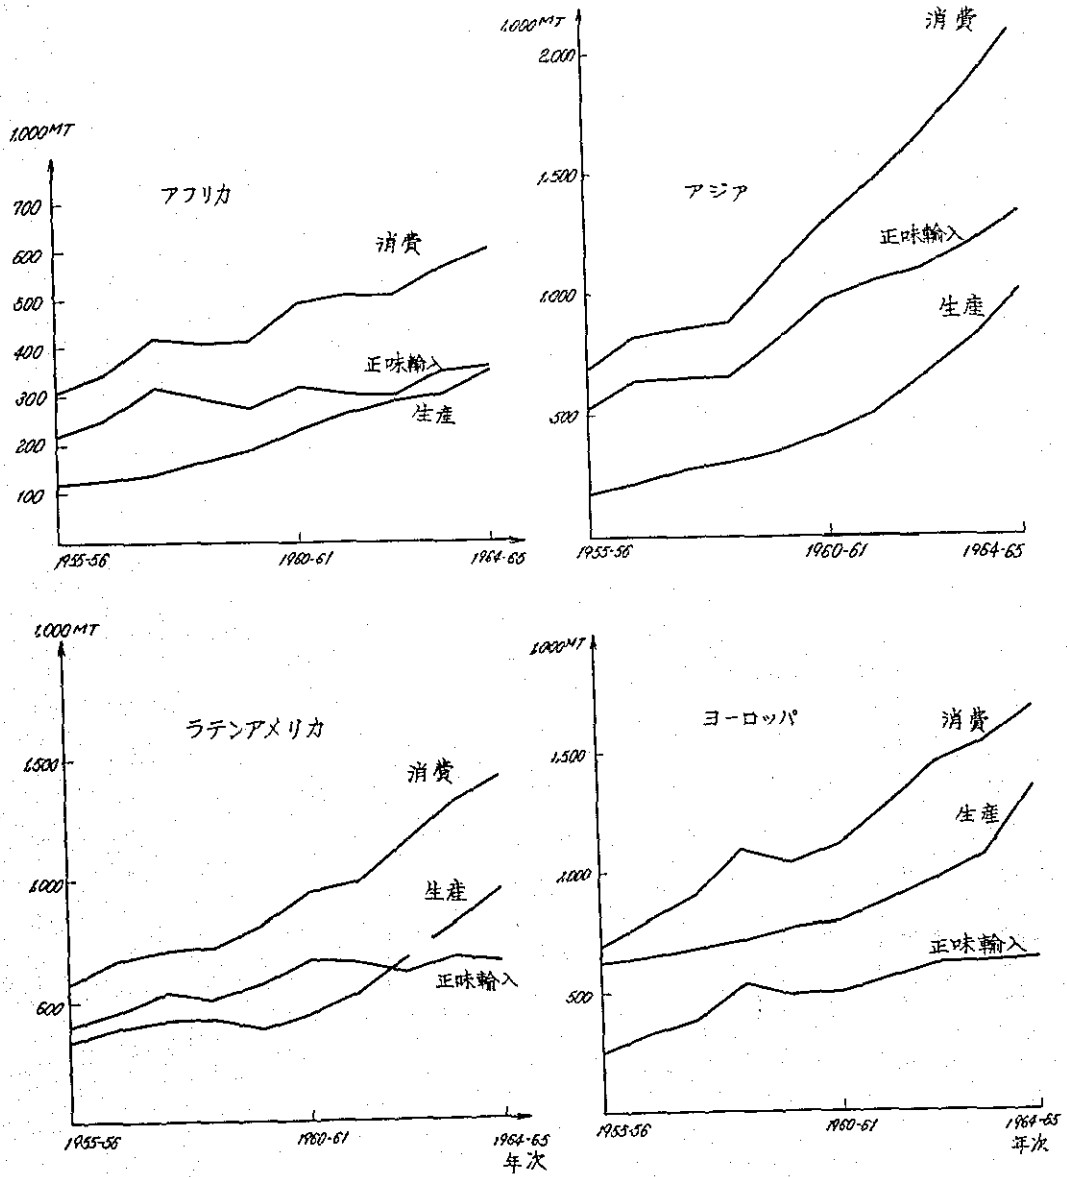 1.000MT
アフリカ
700
600
500
400
300
200
100
消費
正味輸入
生産
1955-56
1960-61
1964-65
1.000MT
2.000
1.500
1.000
500
アジア
消費
正味輸入
生産
1955-56
1960-61
1964-65
1.000MT
ラテンアメリカ
1.500
1.000
600
消費
生産
正味輸入
1955-56
1960-61
1964-65
年次
1.000MT
ヨーロッパ
1.500
1.000
500
消費
生産
正味輸入
1955-56
1960-61
1964-65
年次